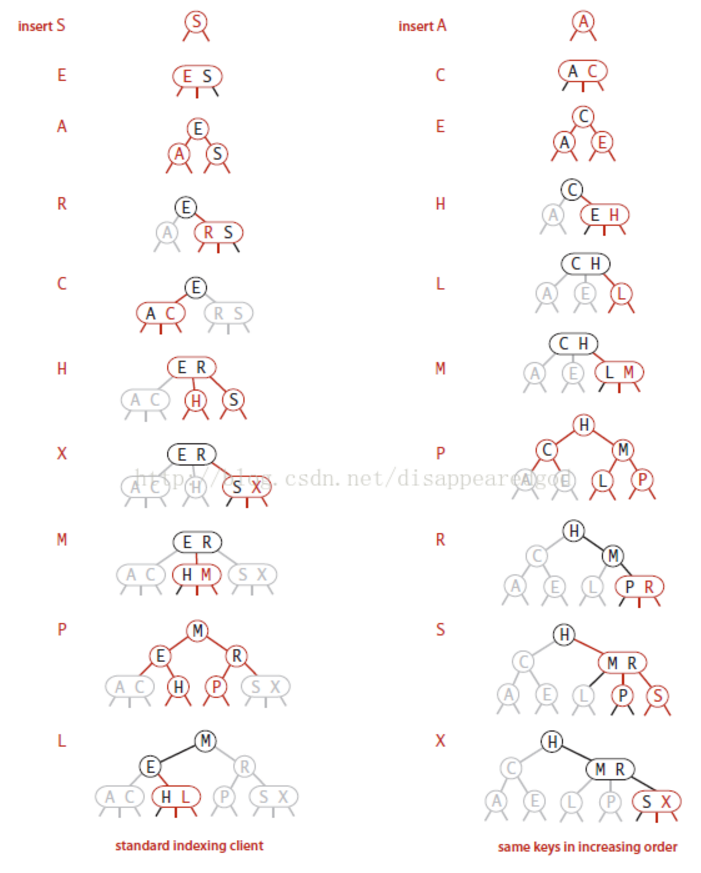 insert S
S
E
E S
A
E
A S
R
E
A R S
C
E
A C R S
H
E R
A C H S
X
E R
A C H S X
M
E R
A C H M S X
P
M
E R
A C H P S X
L
M
E R
A C H L P S X
standard indexing client
insert A
A
C
A C
E
C
A E
H
C
A E H
L
C H
A E L
M
C H
A E L M
P
H
C M
A E L P
R
H
C M
A E L P R
S
H
C M R
A E L P S
X
H
C M R
A E L P S X
same keys in increasing order
http://blog.csdn.net/disappearedgod